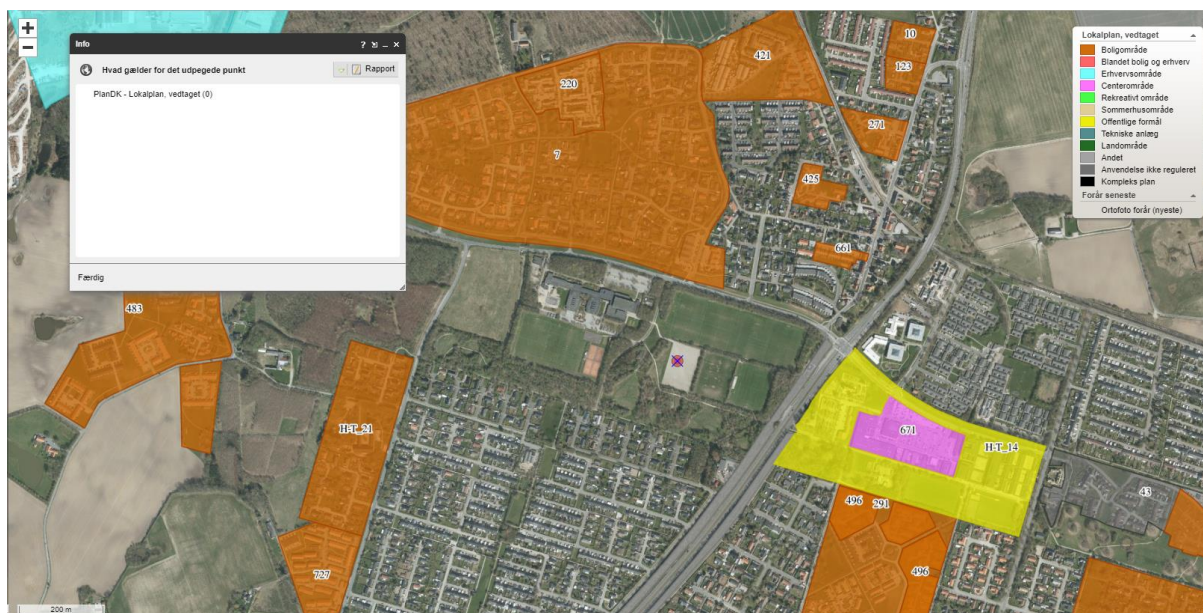 +
−
Info
? _ ×
Hvad gælder for det udpegede punkt
Rapport
PlanDK - Lokalplan, vedtaget (0)
Færdig
Lokalplan, vedtaget
Boligområde
Blandet bolig og erhverv
Erhvervsområde
Centerområde
Rekreativt område
Sommerhusområde
Offentlige formål
Tekniske anlæg
Landområde
Andet
Anvendelse ikke reguleret
Kompleks plan
Forår seneste
Ortofoto forår (nyeste)
10
421
123
220
271
7
425
661
483
H-T_21
671
H-T_14
43
496
291
727
496
200 m